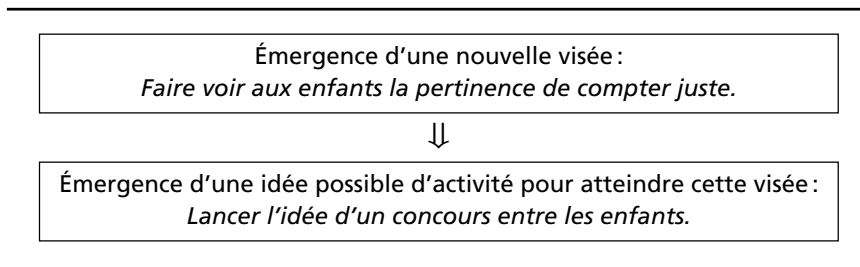 Émergence d’une nouvelle visée :
Faire voir aux enfants la pertinence de compter juste.
⇓
Émergence d’une idée possible d’activité pour atteindre cette visée :
Lancer l’idée d’un concours entre les enfants.